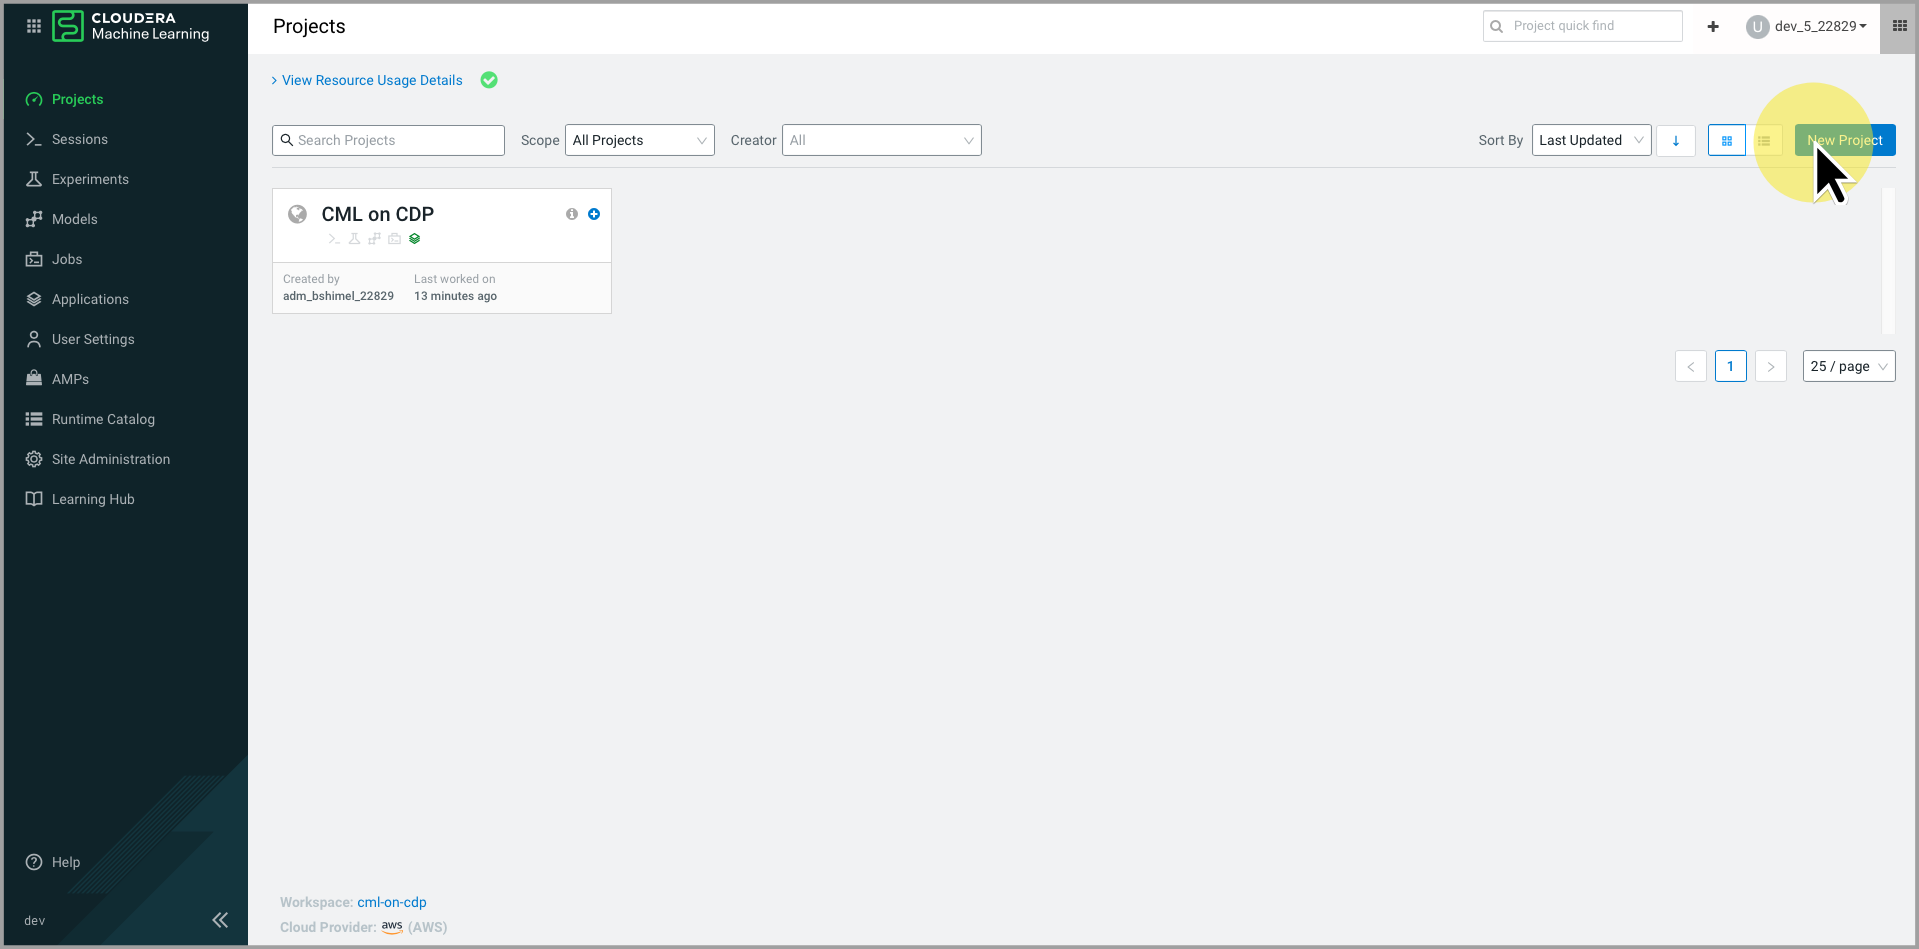 CLOUDERA
Machine Learning
Projects
Project quick find
U
dev_5_22829
View Resource Usage Details
Projects
Sessions
Experiments
Models
Jobs
Applications
User Settings
AMPs
Runtime Catalog
Site Administration
Learning Hub
Help
dev
Search Projects
Scope
All Projects
Creator
All
Sort By
Last Updated
New Project
CML on CDP
Created by
adm_bshimel_22829
Last worked on
13 minutes ago
1
25 / page
Workspace: cml-on-cdp
Cloud Provider: aws (AWS)